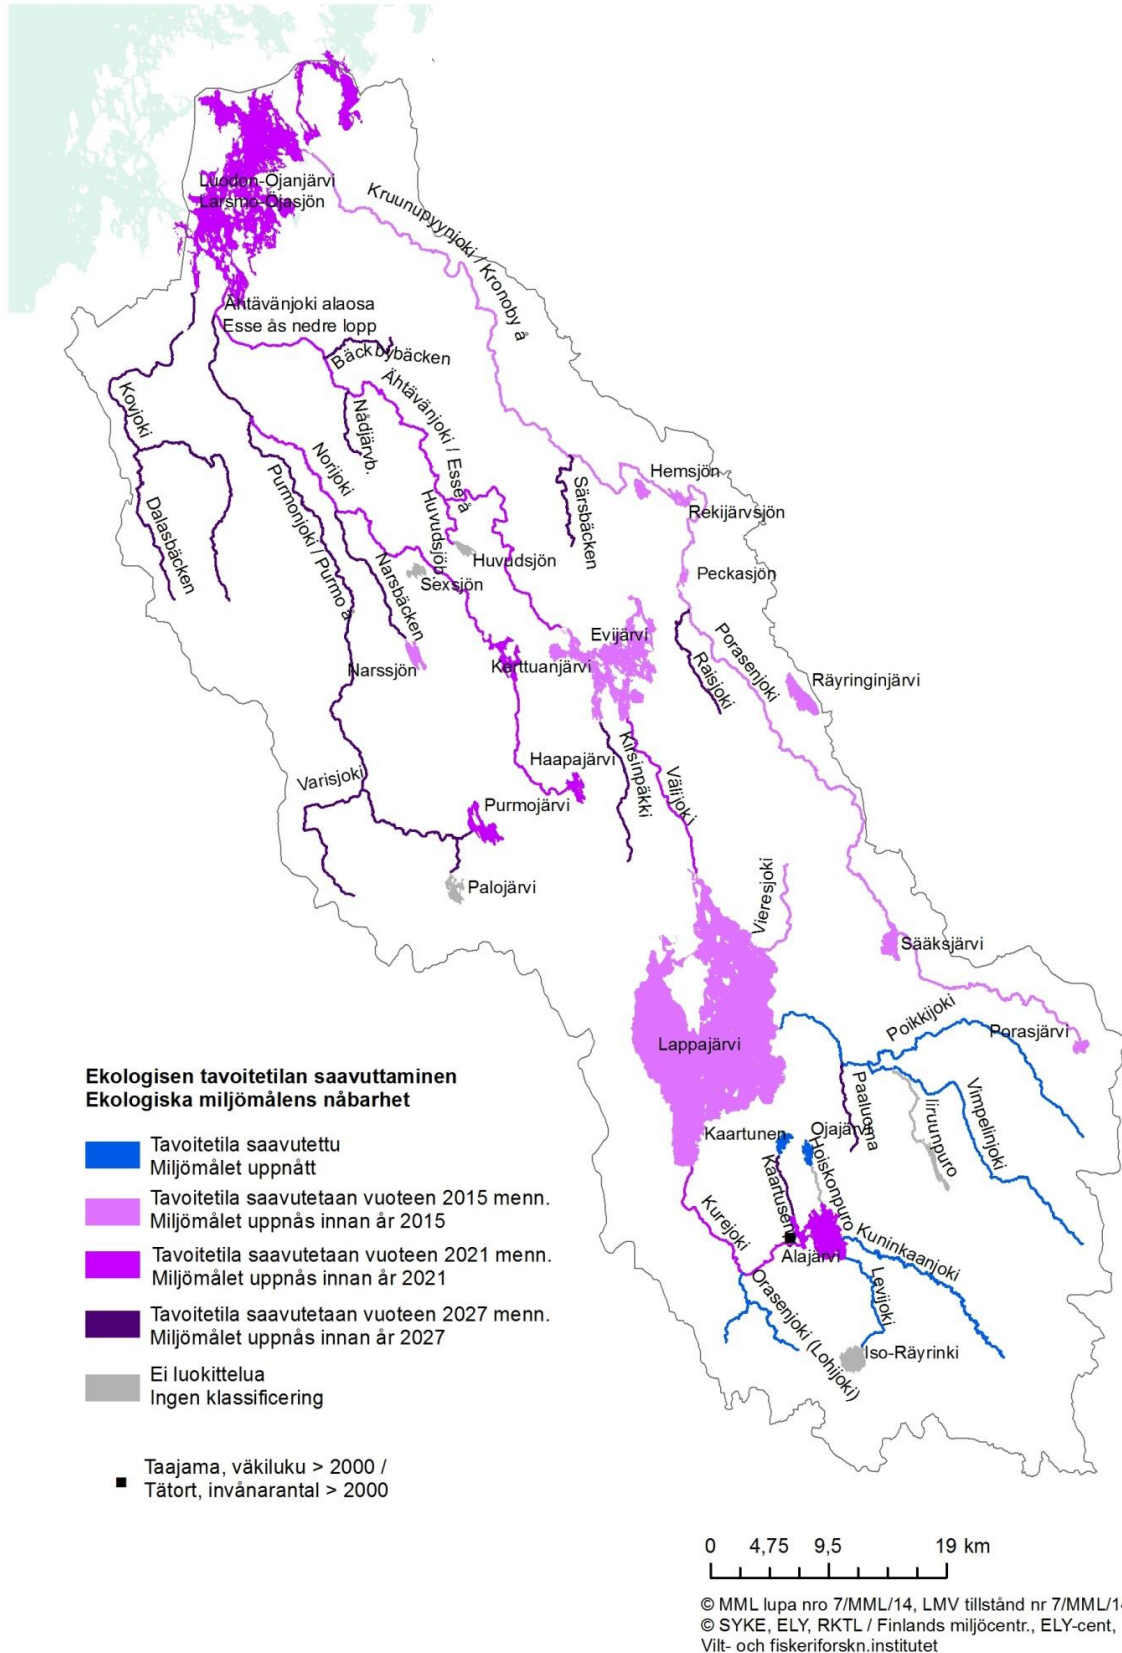 Luodon-Öjanjärvi
Larsmo-Öjasjön
Kruunupyynjoki / Kronoby å
Ähtävänjoki alaosa
Esse ås nedre lopp
Bäckbybäcken
Kovjoki
Nådjärvb.
Ähtävänjoki / Esse å
Norijoki
Hemsjön
Rekijärvsjön
Dalasbäcken
Purmonjoki / Purmo å
Huvudsjöb.
Särsbäcken
Huvudsjön
Narsbäcken
Sexsjön
Peckasjön
Evijärvi
Porasenjoki
Narssjön
Kerttuanjärvi
Raisjoki
Räyringinjärvi
Haapajärvi
Kirsinpäkki
Välijoki
Varisjoki
Purmojärvi
Palojärvi
Vieresjoki
Sääksjärvi
Poikkijoki
Porasjärvi
Lappajärvi
Paaluoma
Iiruunpuro
Vimpelinjoki
Kaartunen
Ojajärvi
Kaartusen
Hoiskonpuro
Kurejoki
Alajärvi
Kuninkaanjoki
Levijoki
Orasenjoki (Lohijoki)
Iso-Räyrinki
Ekologisen tavoitetilan saavuttaminen
Ekologiska miljömålens nåbarhet
Tavoitetila saavutettu
Miljömålet uppnått
Tavoitetila saavutetaan vuoteen 2015 menn.
Miljömålet uppnås innan år 2015
Tavoitetila saavutetaan vuoteen 2021 menn.
Miljömålet uppnås innan år 2021
Tavoitetila saavutetaan vuoteen 2027 menn.
Miljömålet uppnås innan år 2027
Ei luokittelua
Ingen klassificering
Taajama, väkiluku > 2000 /
Tätort, invånarantal > 2000
0 4,75 9,5 19 km
© MML lupa nro 7/MML/14, LMV tillstånd nr 7/MML/14
© SYKE, ELY, RKTL / Finlands miljöcentr., ELY-cent,
Vilt- och fiskeriforskn.institutet